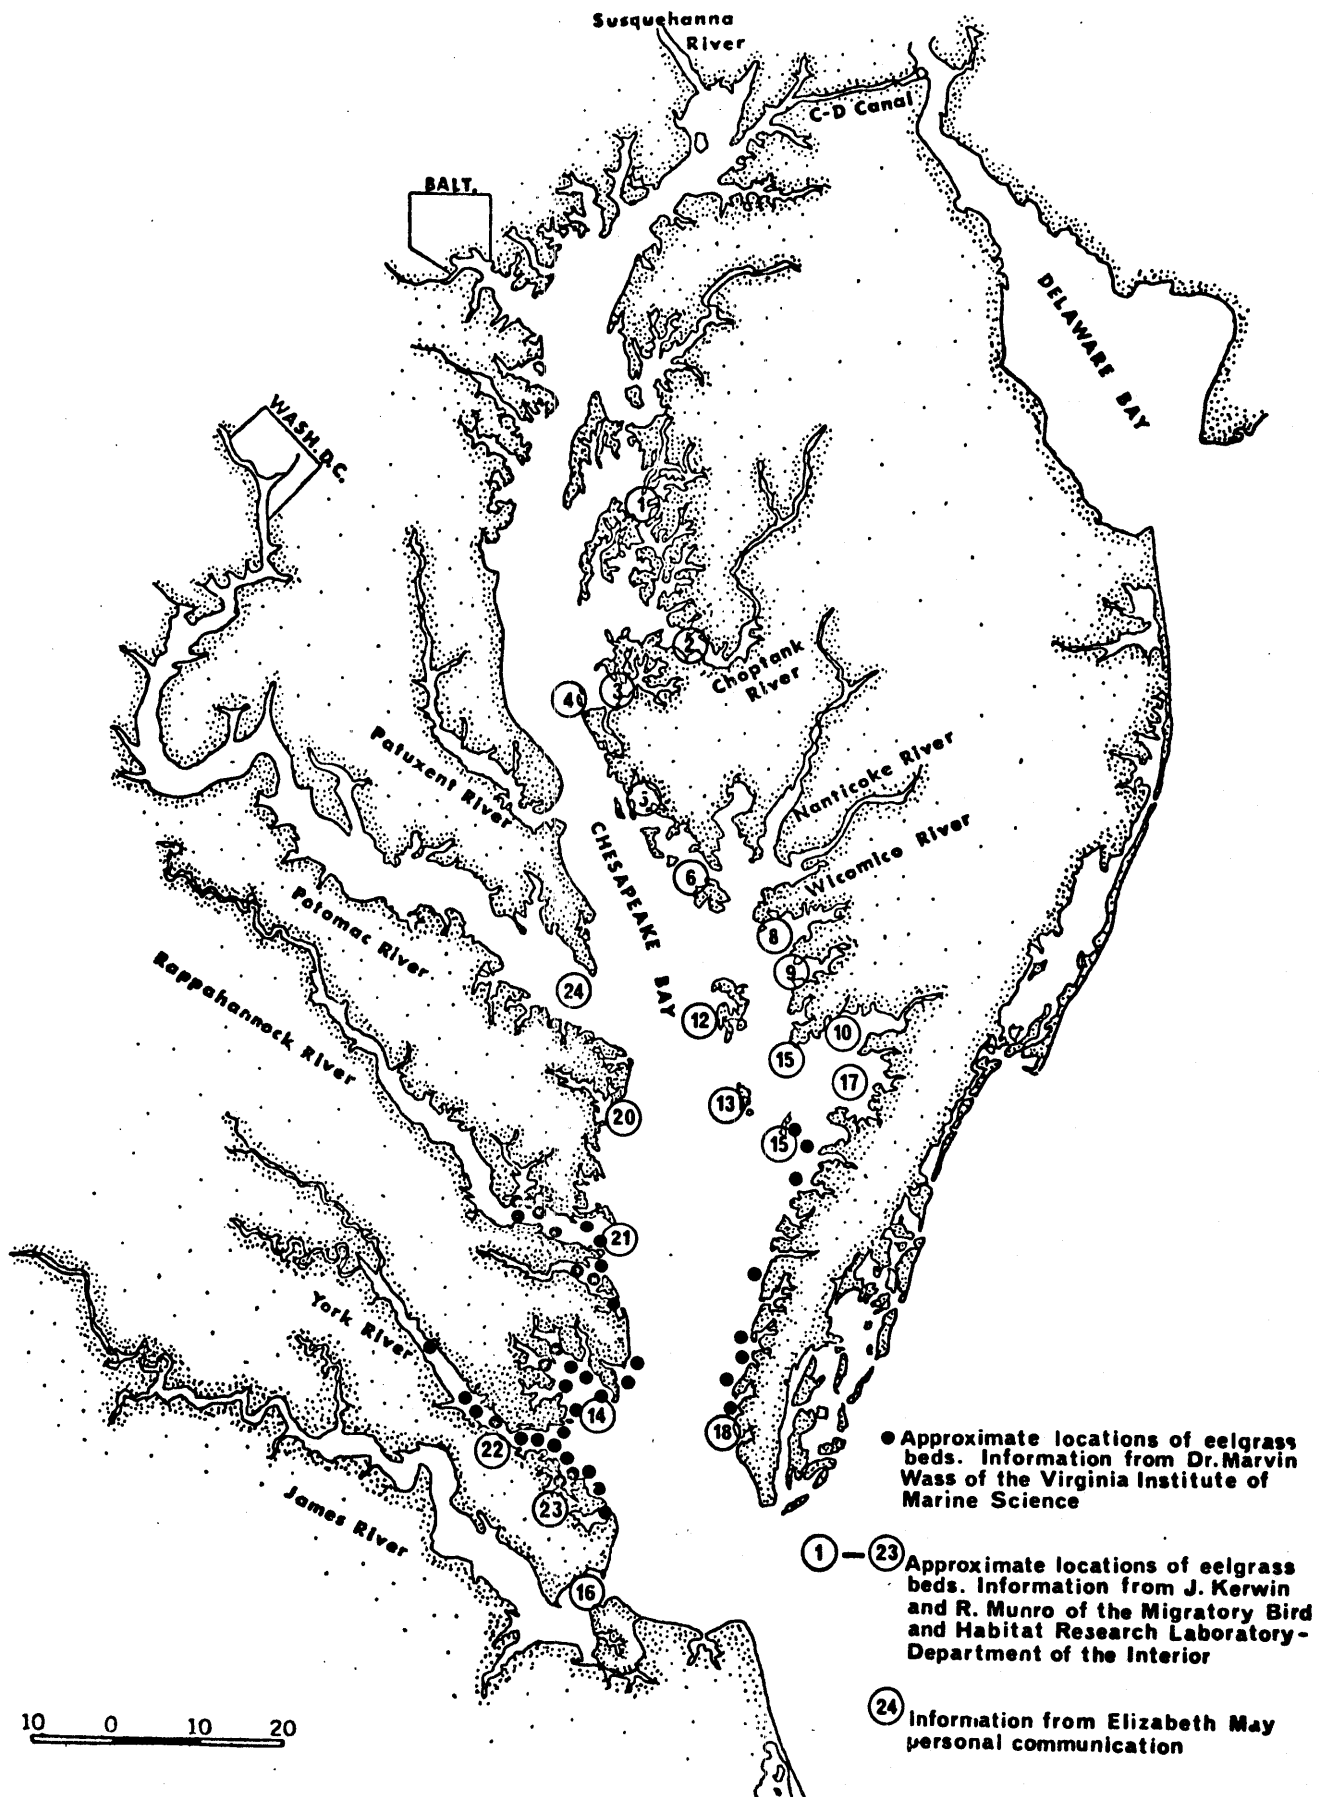 Susquehanna
River
C-D Canal
BALT.
DELAWARE BAY
WASH. D.C.
1
2
Choptank
River
3
4
Patuxent River
5
Nanticoke River
CHESAPEAKE BAY
Wicomico River
6
Potomac River
8
9
Rappahannock River
24
12
10
15
17
13
20
15
21
York River
14
18
22
23
James River
16
Approximate locations of eelgrass
beds. Information from Dr. Marvin
Wass of the Virginia Institute of
Marine Science
1 — 23
Approximate locations of eelgrass
beds. Information from J. Kerwin
and R. Munro of the Migratory Bird
and Habitat Research Laboratory-
Department of the Interior
24
Information from Elizabeth May
personal communication
10 0 10 20